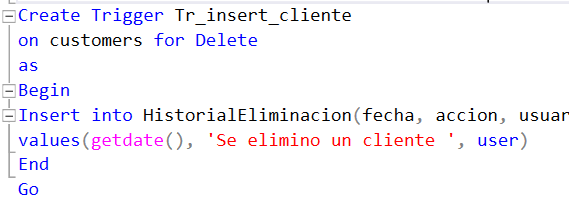 Create Trigger Tr_insert_cliente
on customers for Delete
as
Begin
Insert into HistorialEliminacion(fecha, accion, usuar
values(getdate(), 'Se elimino un cliente ', user)
End
Go